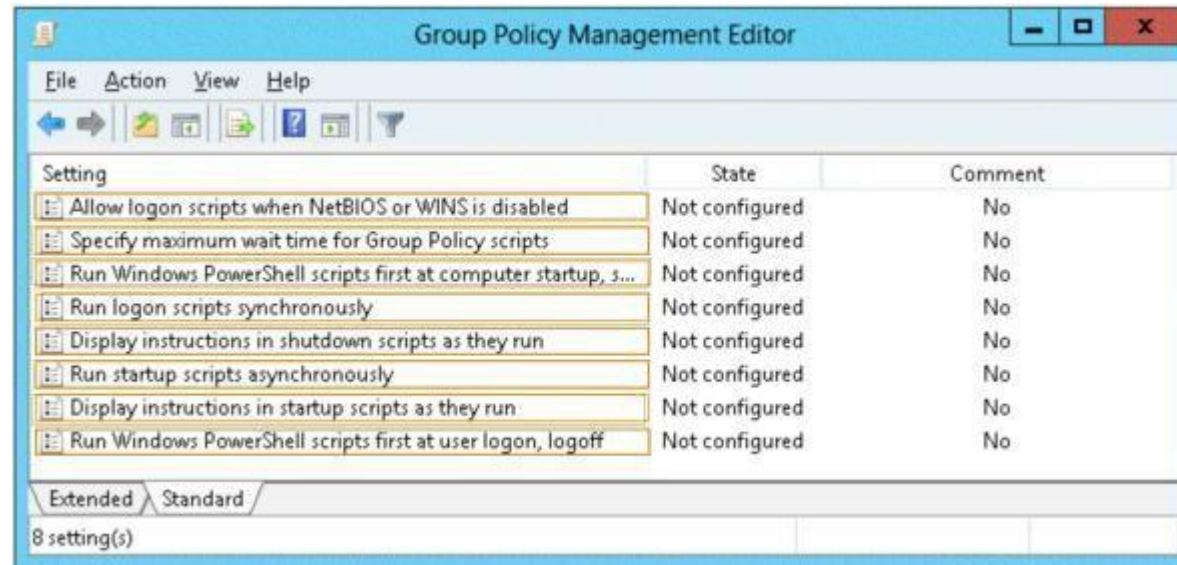 Group Policy Management Editor
File Action View Help
Setting State Comment
Allow logon scripts when NetBIOS or WINS is disabled Not configured No
Specify maximum wait time for Group Policy scripts Not configured No
Run Windows PowerShell scripts first at computer startup, s... Not configured No
Run logon scripts synchronously Not configured No
Display instructions in shutdown scripts as they run Not configured No
Run startup scripts asynchronously Not configured No
Display instructions in startup scripts as they run Not configured No
Run Windows PowerShell scripts first at user logon, logoff Not configured No
Extended Standard
8 setting(s)